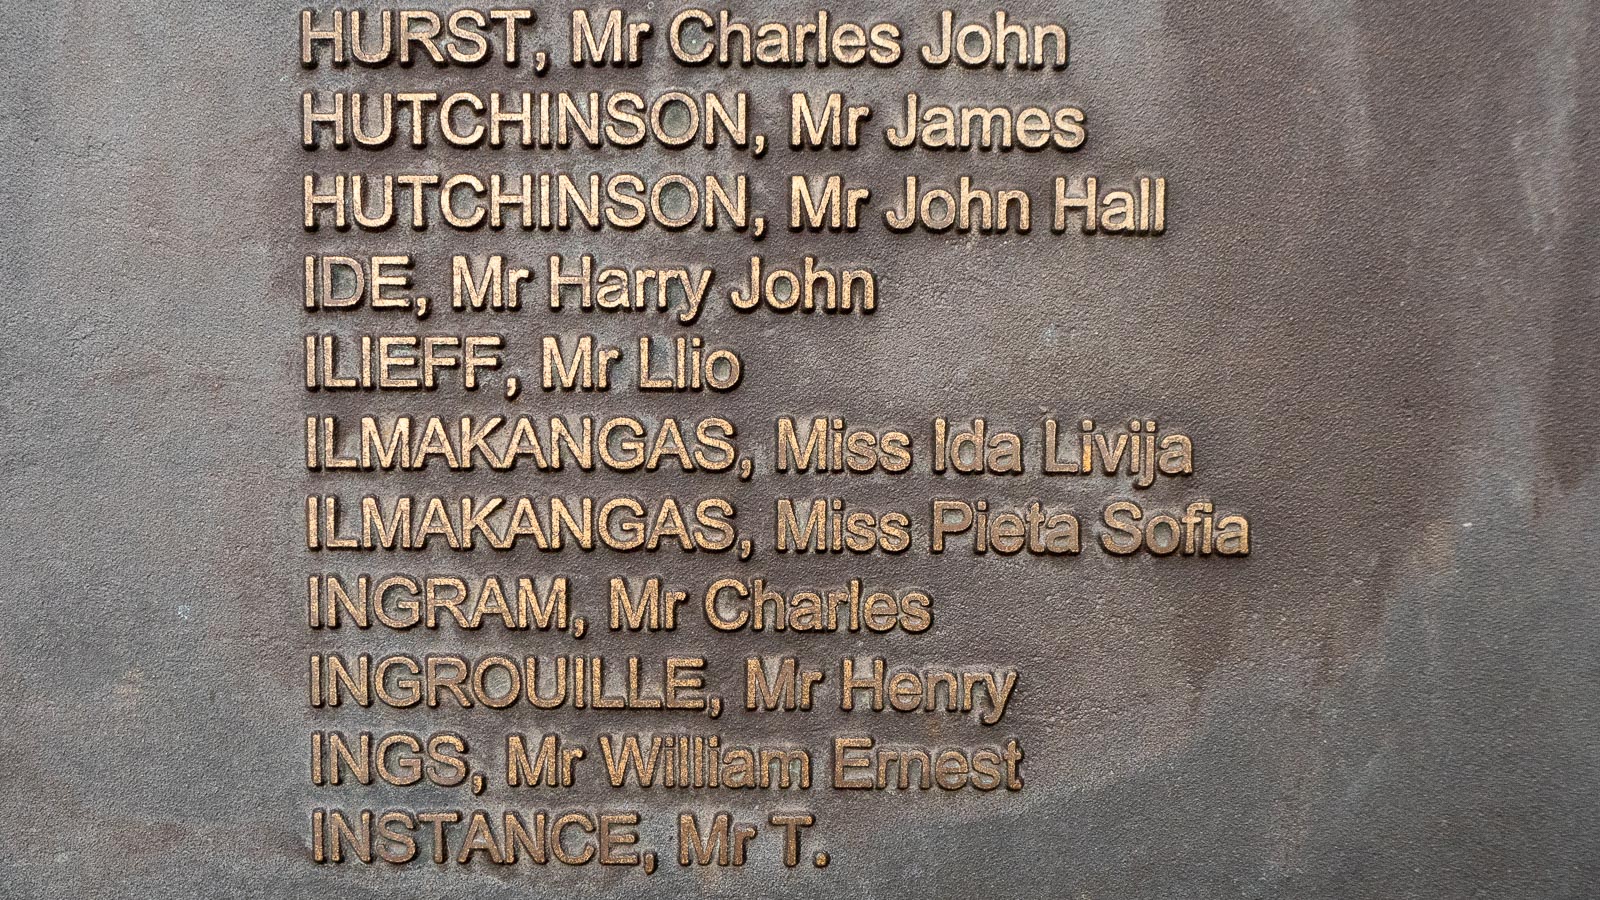 HURST, Mr Charles John
HUTCHINSON, Mr James
HUTCHINSON, Mr John Hall
IDE, Mr Harry John
ILIEFF, Mr Llio
ILMAKANGAS, Miss Ida Livija
ILMAKANGAS, Miss Pieta Sofia
INGRAM, Mr Charles
INGROUILLE, Mr Henry
INGS, Mr William Ernest
INSTANCE, Mr T.